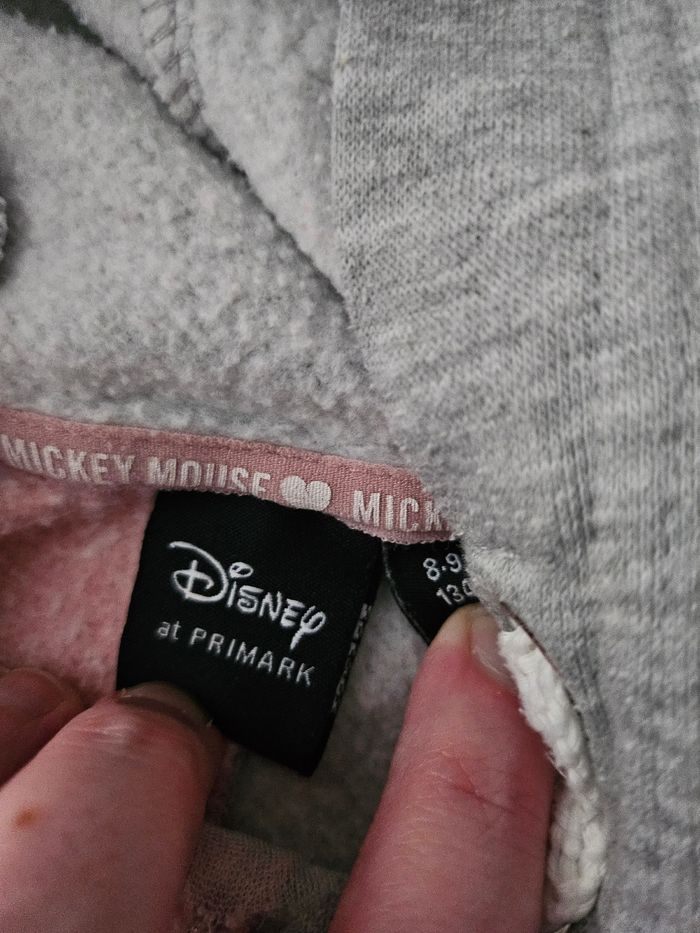 MICKEY MOUSE MICK
DISNEY
at PRIMARK
8-9
13